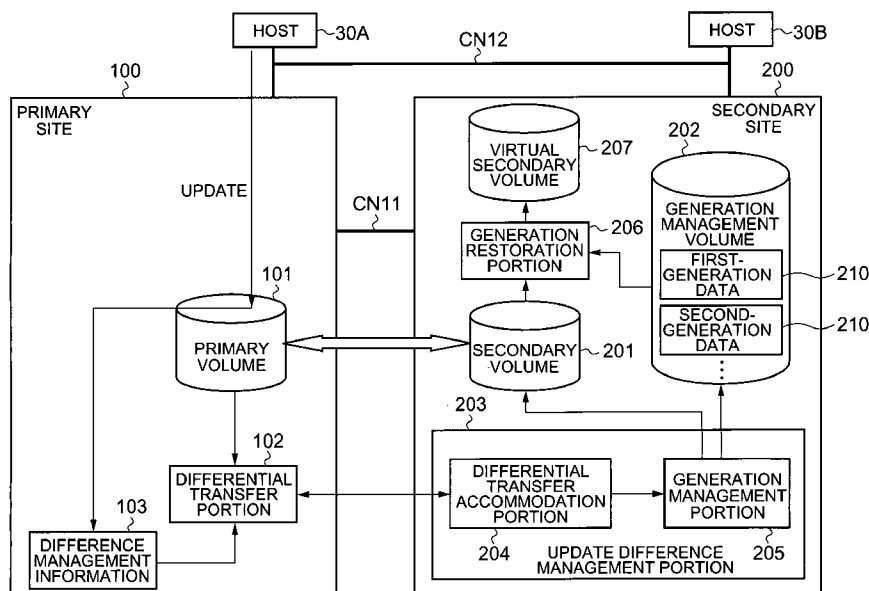 HOST
30A
HOST
30B
CN12
100
200
PRIMARY
SITE
SECONDARY
SITE
UPDATE
CN11
VIRTUAL
SECONDARY
VOLUME
207
202
GENERATION
MANAGEMENT
VOLUME
FIRST-
GENERATION
DATA
210
SECOND-
GENERATION
DATA
210
GENERATION
RESTORATION
PORTION
206
101
PRIMARY
VOLUME
SECONDARY
VOLUME
201
203
102
DIFFERENTIAL
TRANSFER
PORTION
103
DIFFERENCE
MANAGEMENT
INFORMATION
DIFFERENTIAL
TRANSFER
ACCOMMODATION
PORTION
204
GENERATION
MANAGEMENT
PORTION
205
UPDATE DIFFERENCE
MANAGEMENT PORTION